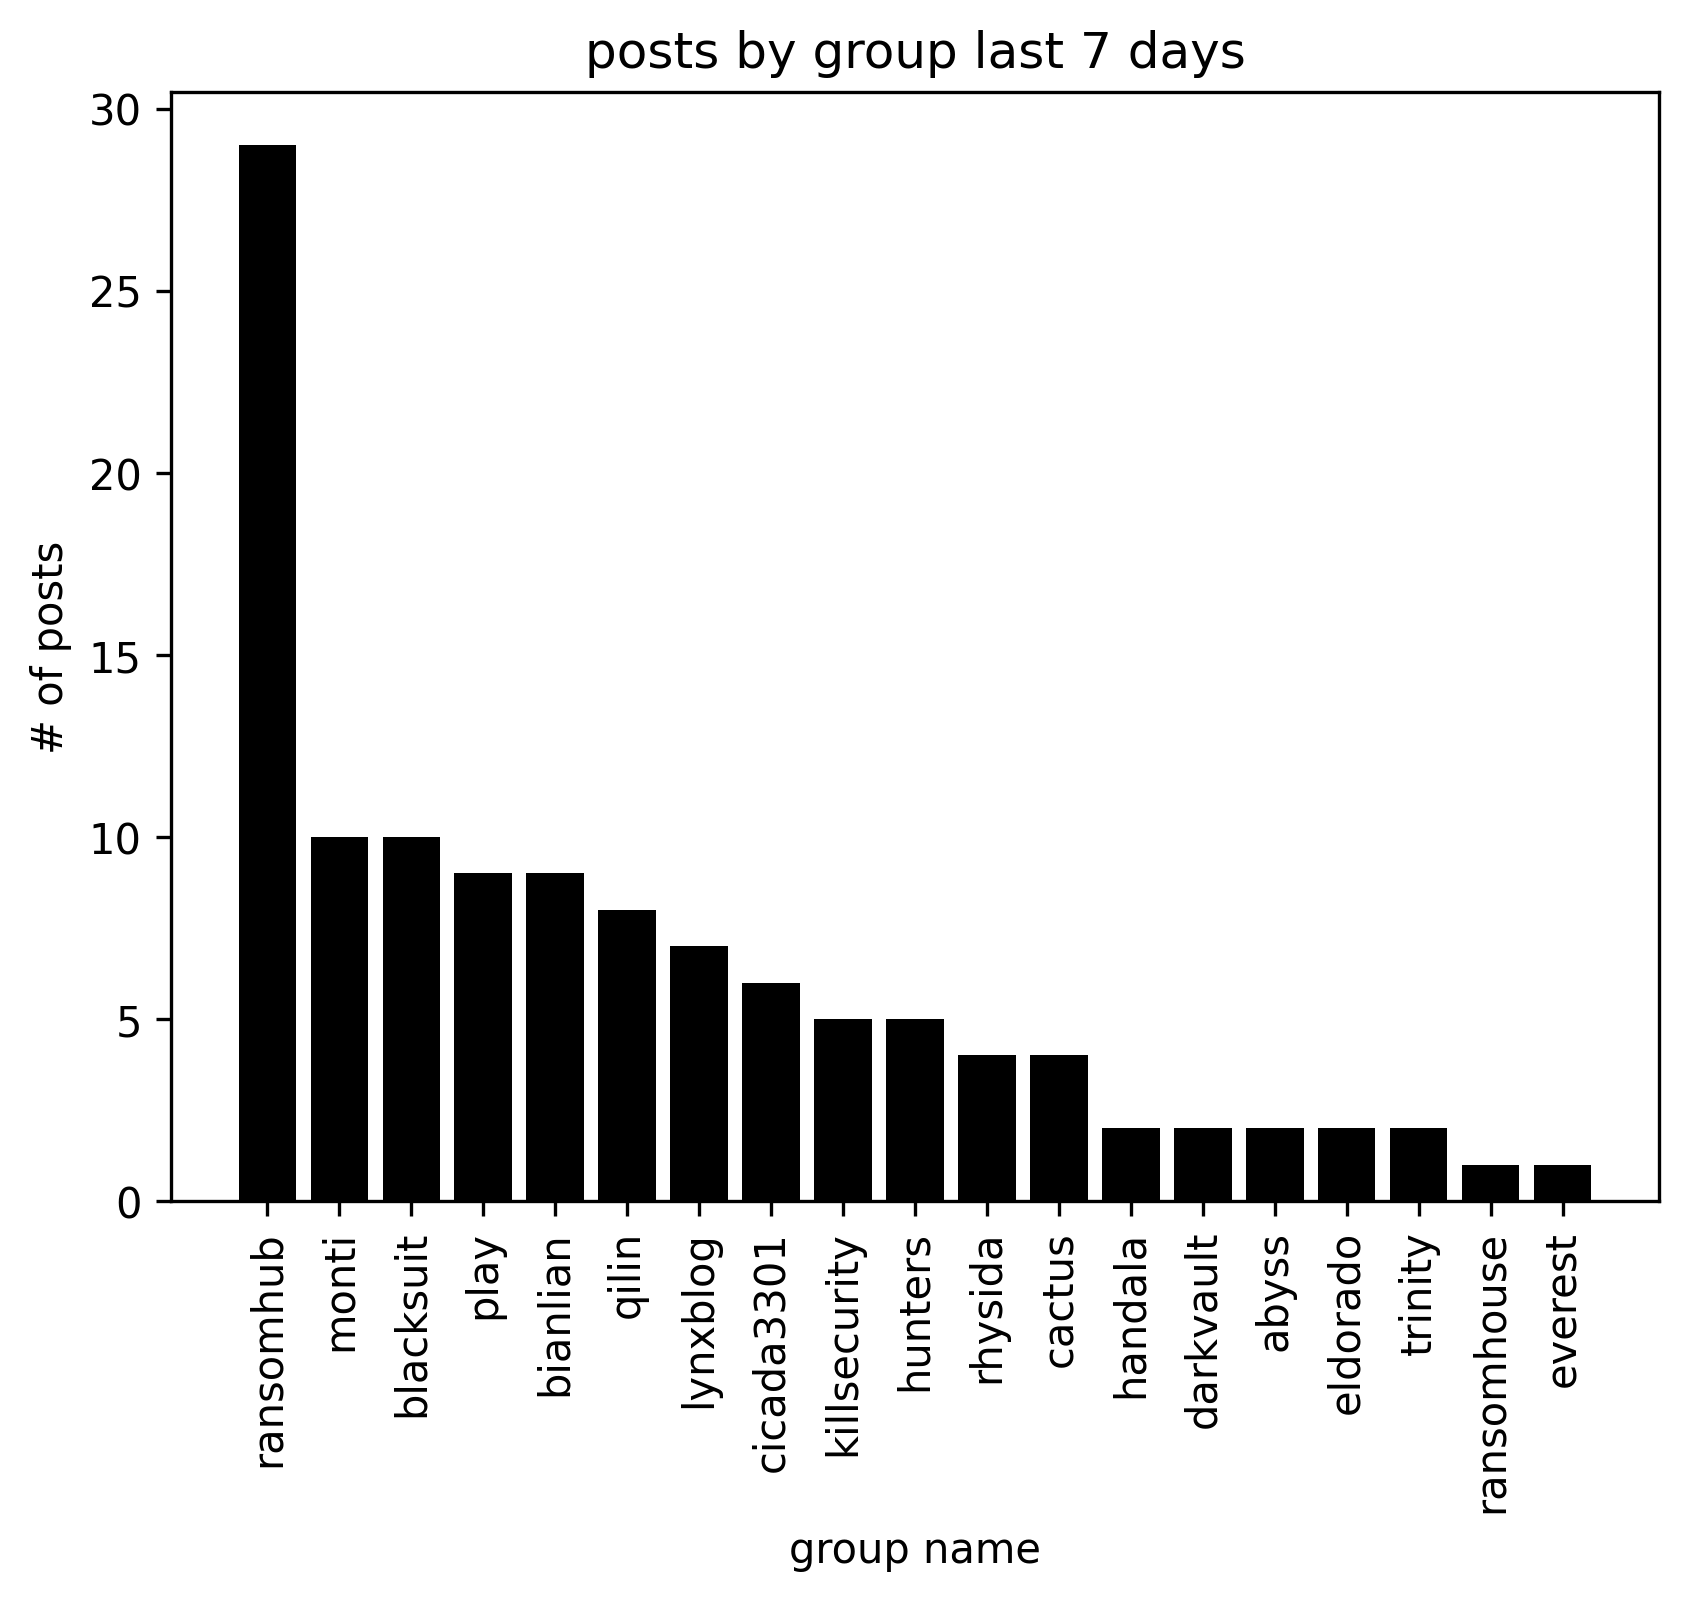 posts by group last 7 days
30
25
20
15
10
5
0
# of posts
ransomhub
monti
blacksuit
play
bianlian
qilin
lynxblog
cicada3301
killsecurity
hunters
rhysida
cactus
handala
darkvault
abyss
eldorado
trinity
ransomhouse
everest
group name